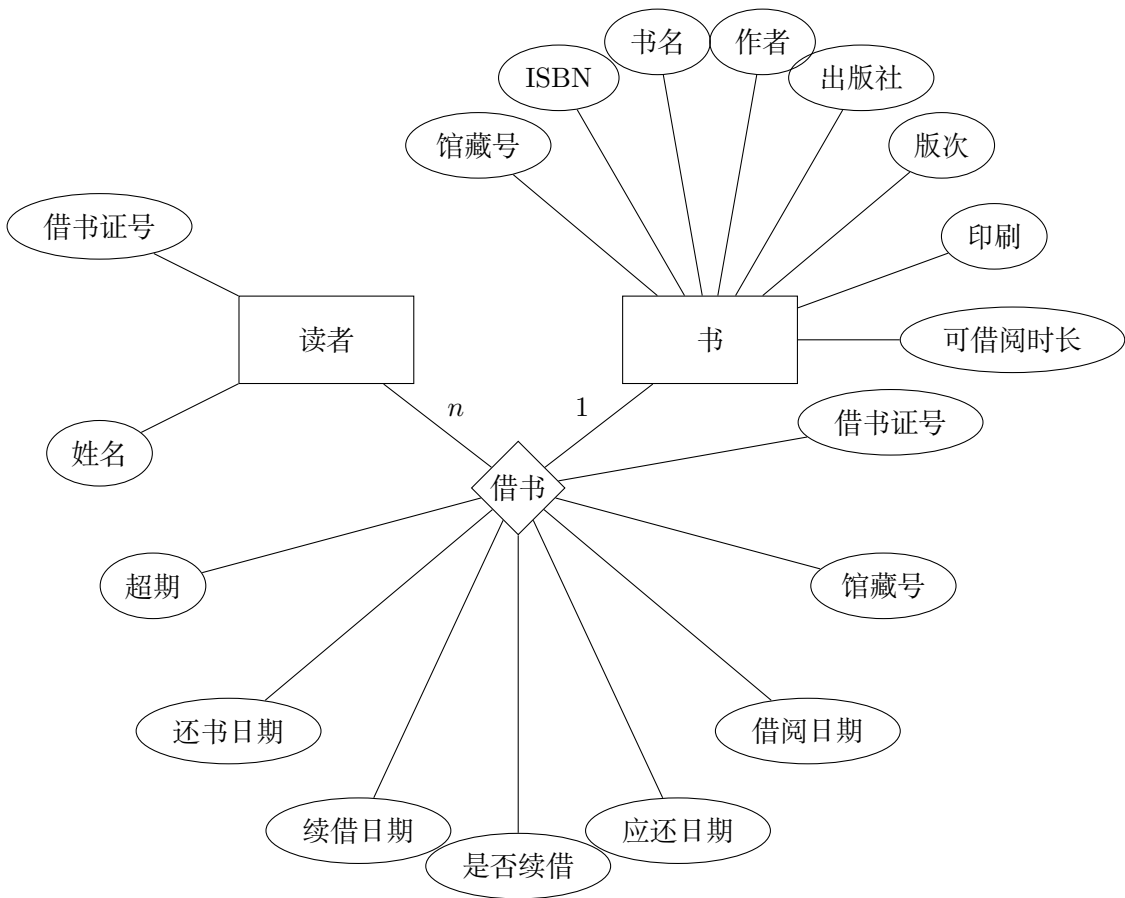 书名
作者
ISBN
出版社
馆藏号
版次
借书证号
印刷
读者
书
可借阅时长
n
1
借书证号
姓名
借书
超期
馆藏号
还书日期
借阅日期
续借日期
应还日期
是否续借